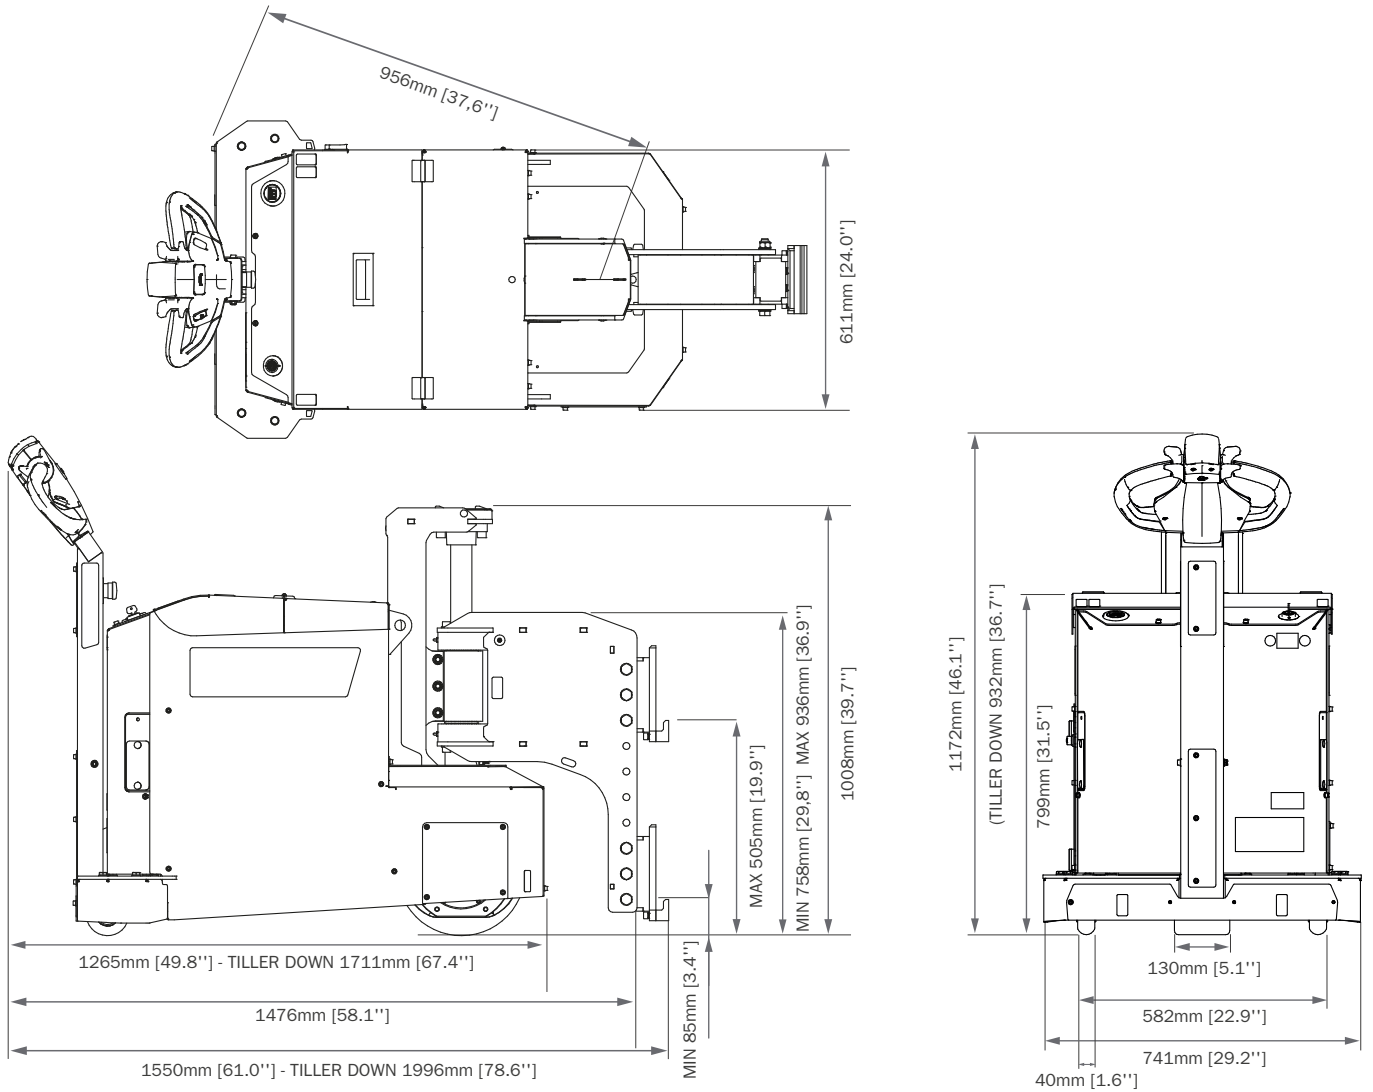 956mm [37,6'']
611mm [24.0'']
MAX 505mm [19.9'']
MIN 758mm [29,8'']  MAX 936mm [36.9'']
1008mm [39.7'']
MIN 85mm [3.4'']
1265mm [49.8''] - TILLER DOWN 1711mm [67.4'']
1476mm [58.1'']
1550mm [61.0''] - TILLER DOWN 1996mm [78.6'']
1172mm [46.1'']
(TILLER DOWN 932mm [36.7'']
799mm [31.5'']
130mm [5.1'']
582mm [22.9'']
741mm [29.2'']
40mm [1.6'']